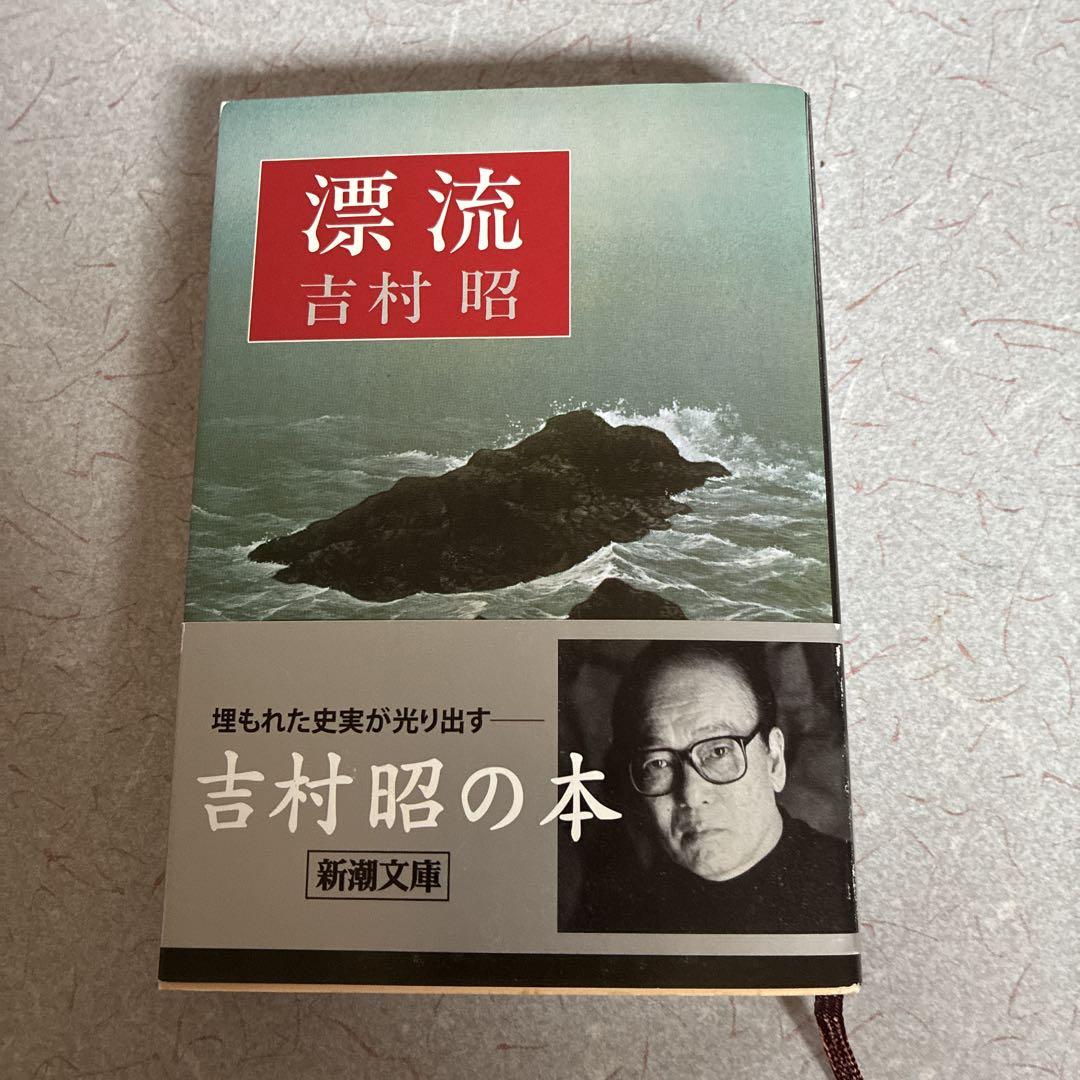 漂流
吉村 昭
埋もれた史実が光り出す──
吉村昭の本
新潮文庫